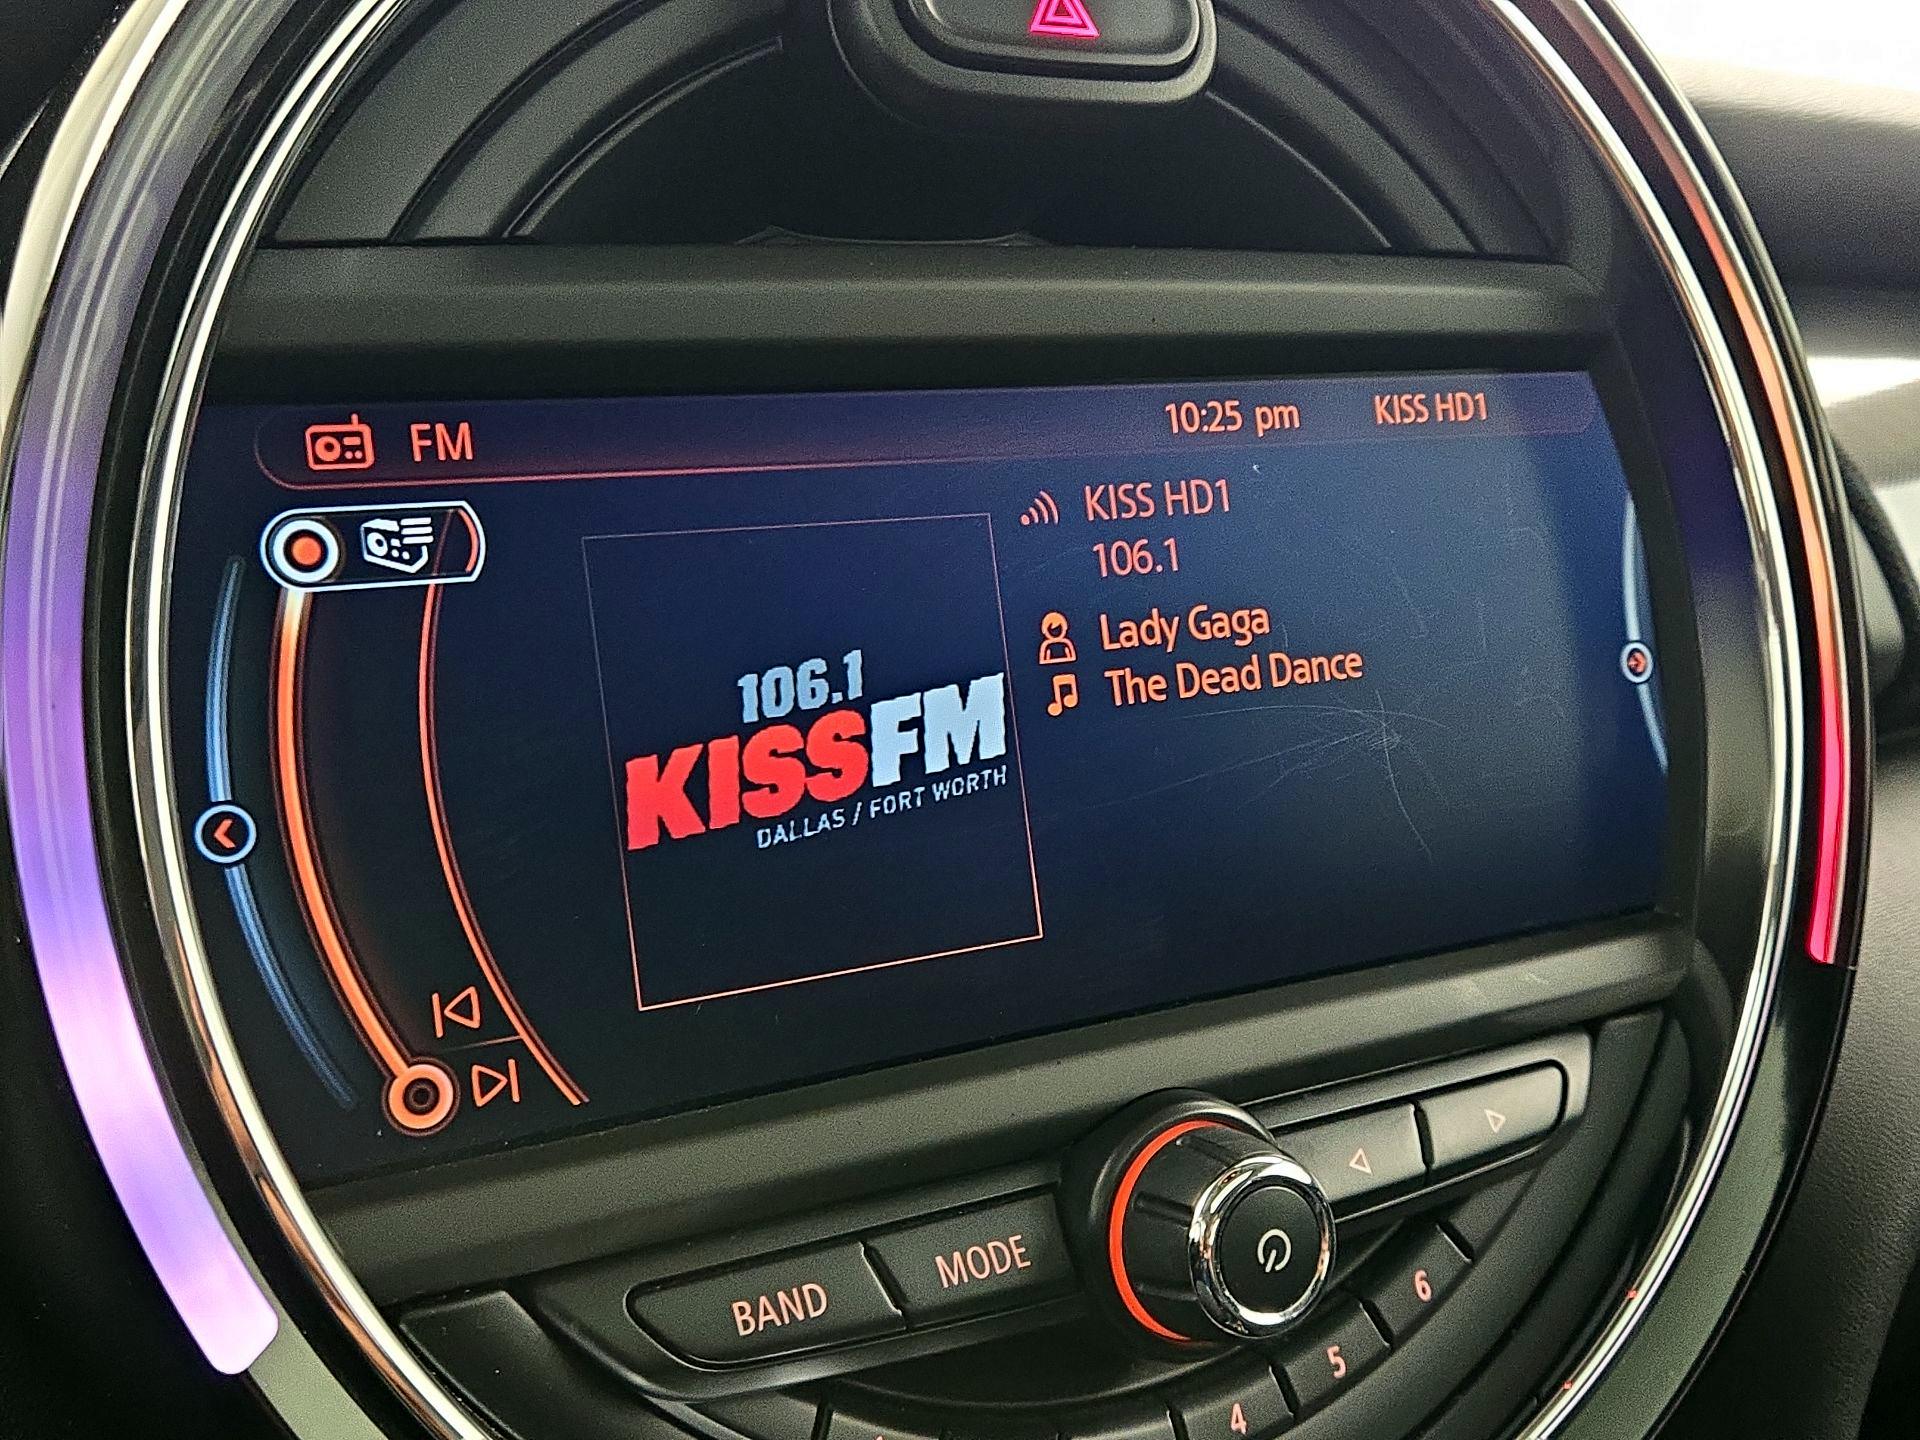 FM
10:25 pm
KISS HD1
KISS HD1
106.1
Lady Gaga
The Dead Dance
106.1
KISSFM
DALLAS / FORT WORTH
BAND
MODE
4
5
6